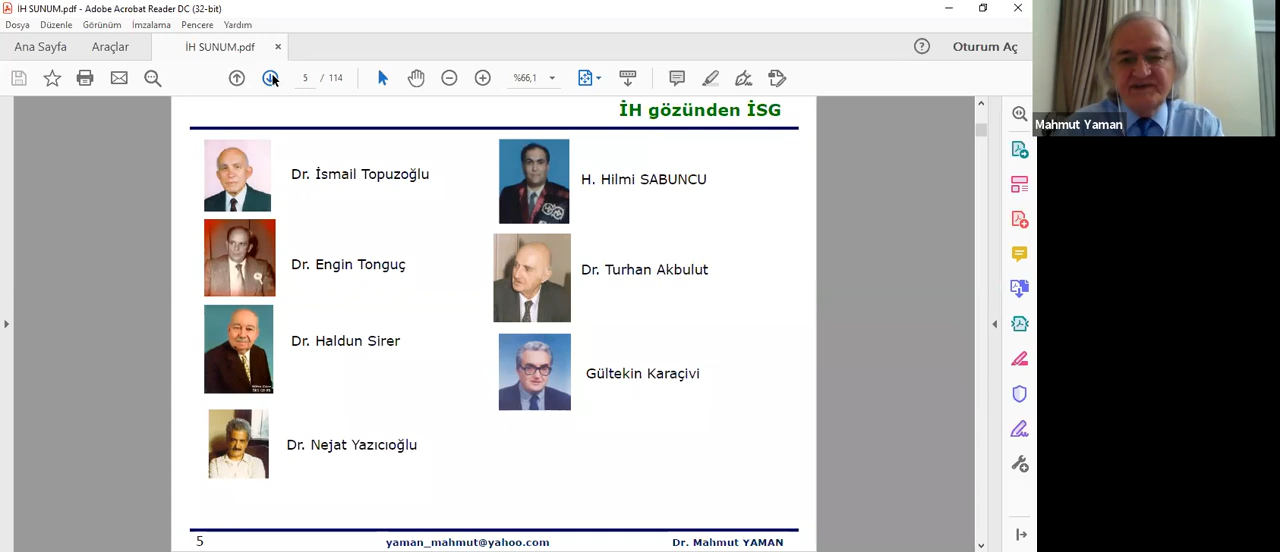 İH SUNUM.pdf - Adobe Acrobat Reader DC (32-bit)
Dosya Düzenle Görünüm İmzalama Pencere Yardım
Ana Sayfa Araçlar İH SUNUM.pdf × Oturum Aç
5 / 114 %66,1
Mahmut Yaman
İH gözünden İSG
Dr. İsmail Topuzoğlu
H. Hilmi SABUNCU
Dr. Engin Tonguç
Dr. Turhan Akbulut
Dr. Haldun Sirer
Gültekin Karaçivi
Dr. Nejat Yazıcıoğlu
5 yaman_mahmut@yahoo.com Dr. Mahmut YAMAN